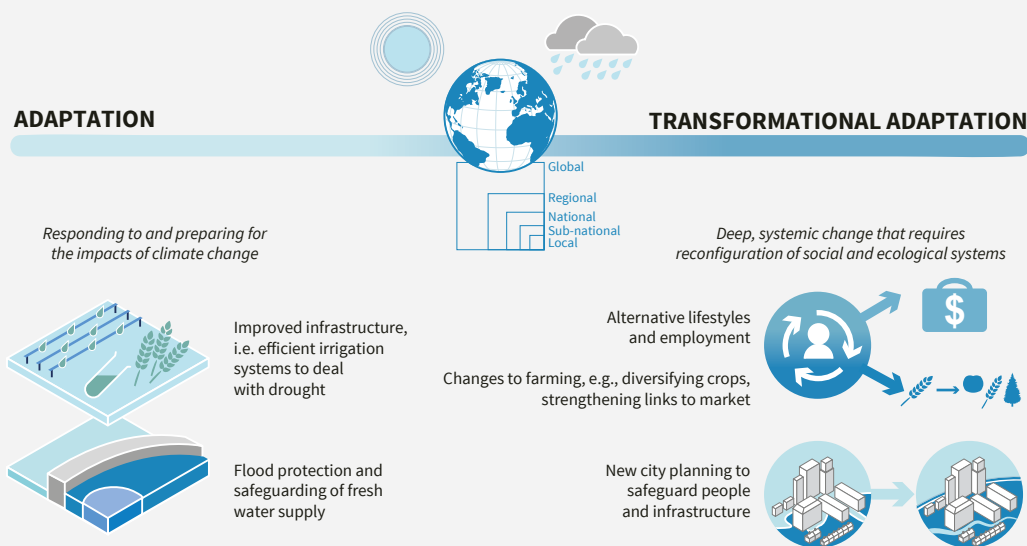 ADAPTATION
TRANSFORMATIONAL ADAPTATION
Global
Regional
National
Sub-national
Local
Responding to and preparing for
the impacts of climate change
Deep, systemic change that requires
reconfiguration of social and ecological systems
Improved infrastructure,
i.e. efficient irrigation
systems to deal
with drought
Flood protection and
safeguarding of fresh
water supply
Alternative lifestyles
and employment
$
Changes to farming, e.g., diversifying crops,
strengthening links to market
New city planning to
safeguard people
and infrastructure